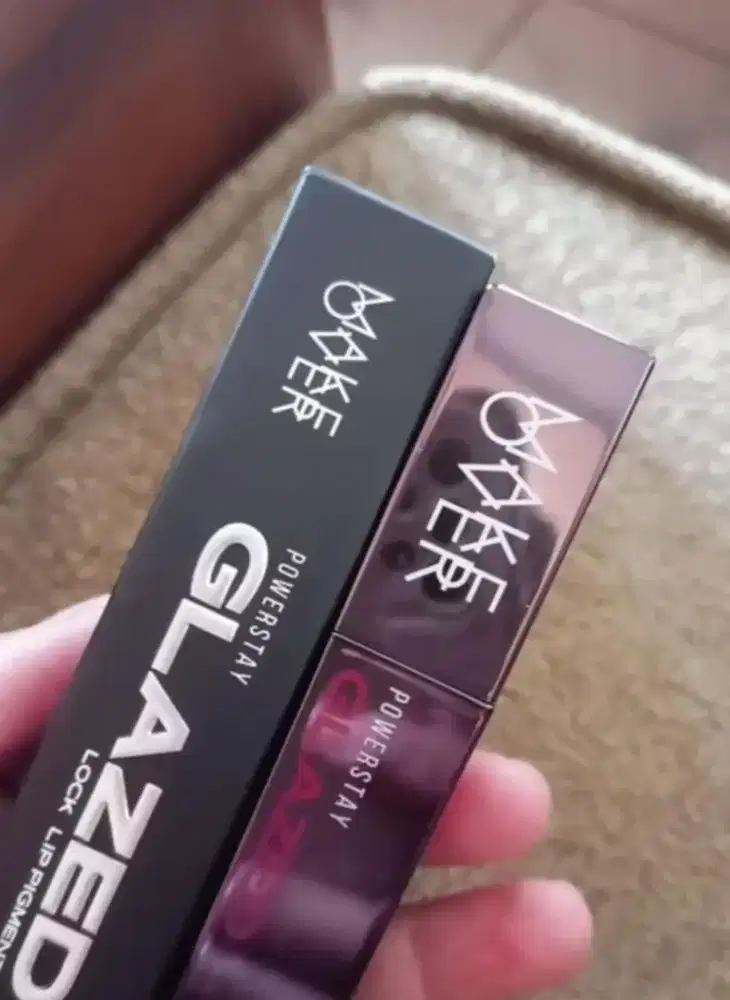 MAKE
OVER
POWERSTAY
GLAZED
LOCK LIP PIGMENT
MAKE
OVER
POWERSTAY
GLAZED